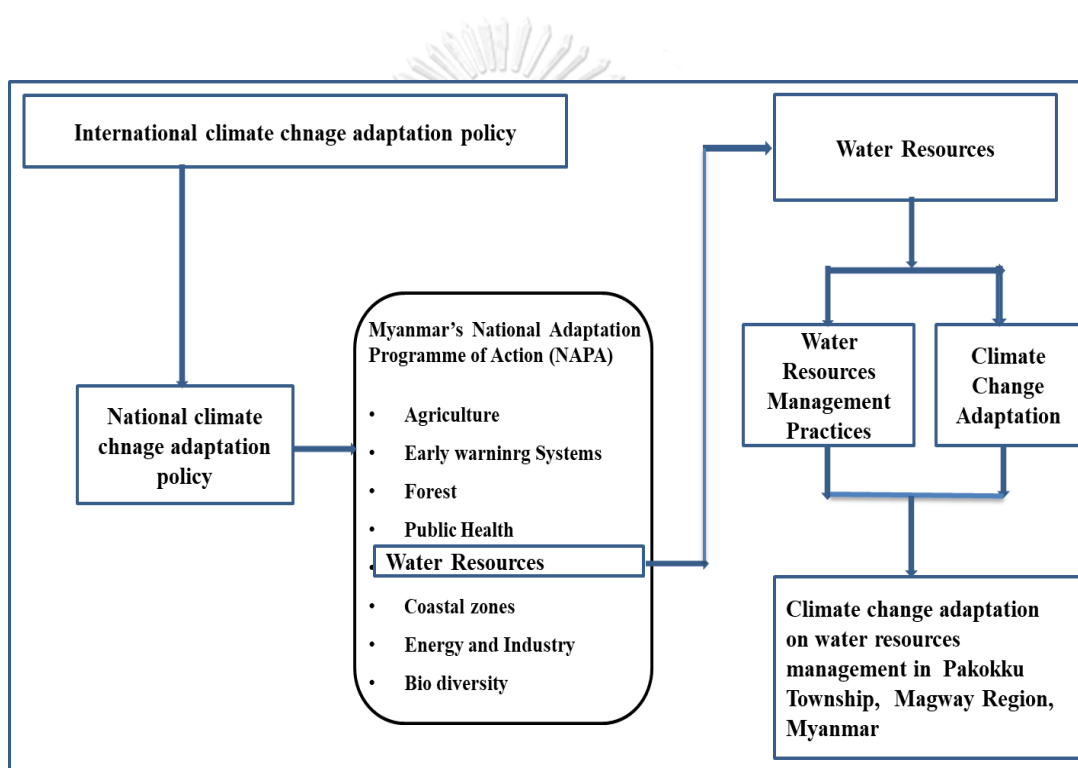 International climate chnage adaptation policy
National climate
chnage adaptation
policy
Myanmar's National Adaptation
Programme of Action (NAPA)
• Agriculture
• Early warninrg Systems
• Forest
• Public Health
• Water Resources
• Coastal zones
• Energy and Industry
• Bio diversity
Water Resources
Water
Resources
Management
Practices
Climate
Change
Adaptation
Climate change adaptation
on water resources
management in Pakokku
Township, Magway Region,
Myanmar